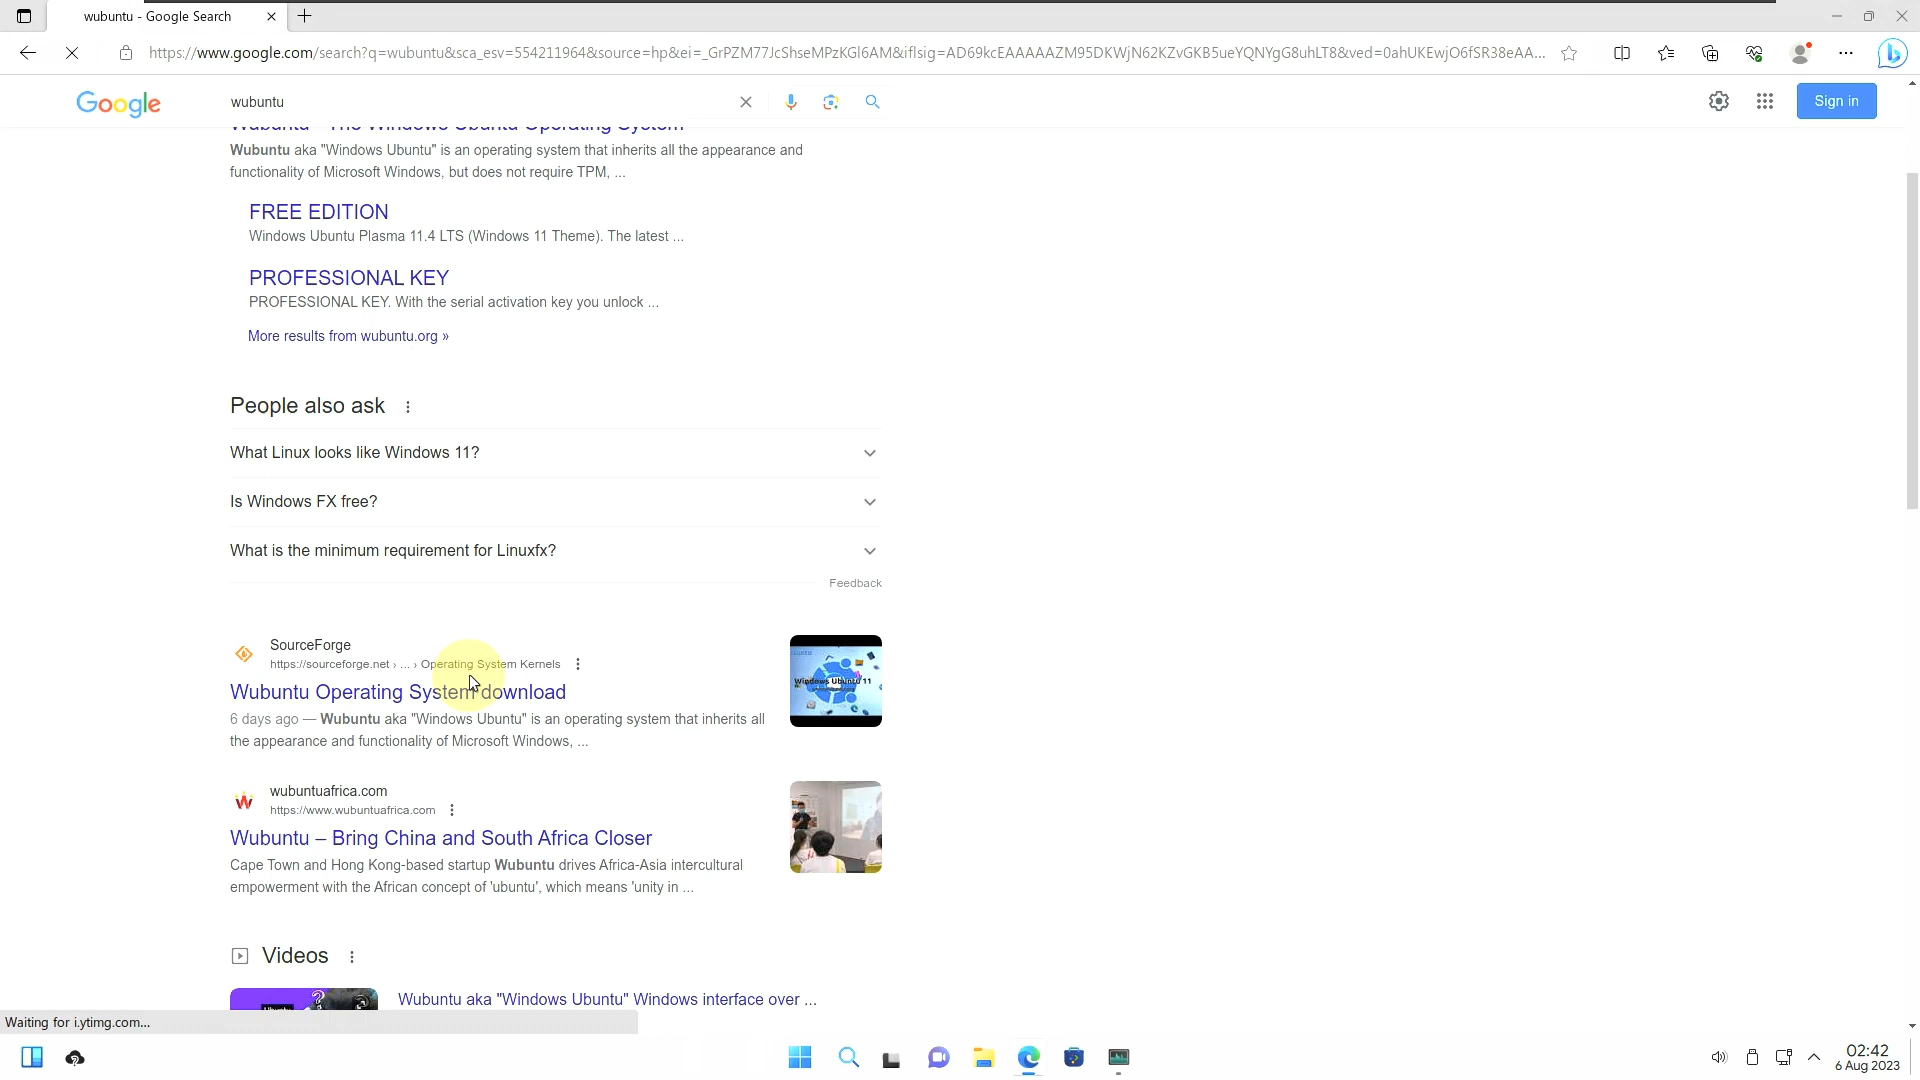 wubuntu - Google Search
https://www.google.com/search?q=wubuntu&sca_esv=554211964&source=hp&ei=_GrPZM77JcShseMPzKGl6AM&iflsig=AD69kcEAAAAAZM95DKWjN62KZvGKB5ueYQNYgG8uhLT8&ved=0ahUKEwjO6fSR38eAA...
Google
wubuntu
Sign in
Wubuntu - The Windows Ubuntu Operating System
Wubuntu aka "Windows Ubuntu" is an operating system that inherits all the appearance and
functionality of Microsoft Windows, but does not require TPM, ...
FREE EDITION
Windows Ubuntu Plasma 11.4 LTS (Windows 11 Theme). The latest ...
PROFESSIONAL KEY
PROFESSIONAL KEY. With the serial activation key you unlock ...
More results from wubuntu.org »
People also ask
What Linux looks like Windows 11?
Is Windows FX free?
What is the minimum requirement for Linuxfx?
Feedback
SourceForge
https://sourceforge.net › ... › Operating System Kernels
Wubuntu Operating System download
6 days ago — Wubuntu aka "Windows Ubuntu" is an operating system that inherits all
the appearance and functionality of Microsoft Windows, ...
Windows Ubuntu 11
wubuntuafrica.com
https://www.wubuntuafrica.com
Wubuntu – Bring China and South Africa Closer
Cape Town and Hong Kong-based startup Wubuntu drives Africa-Asia intercultural
empowerment with the African concept of 'ubuntu', which means 'unity in ...
Videos
Wubuntu aka "Windows Ubuntu" Windows interface over ...
Waiting for i.ytimg.com...
02:42
6 Aug 2023